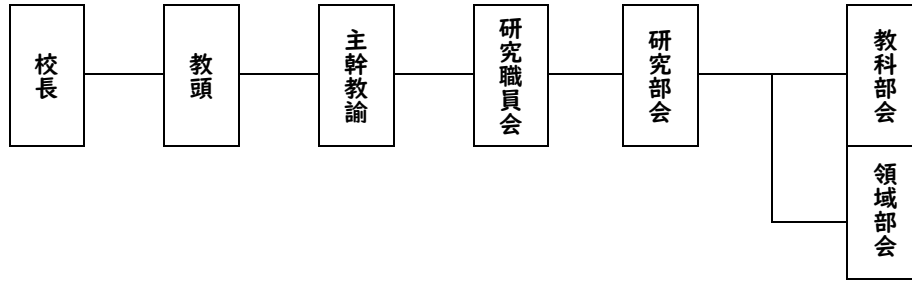 校長
教頭
主幹教諭
研究職員会
研究部会
教科部会
領域部会